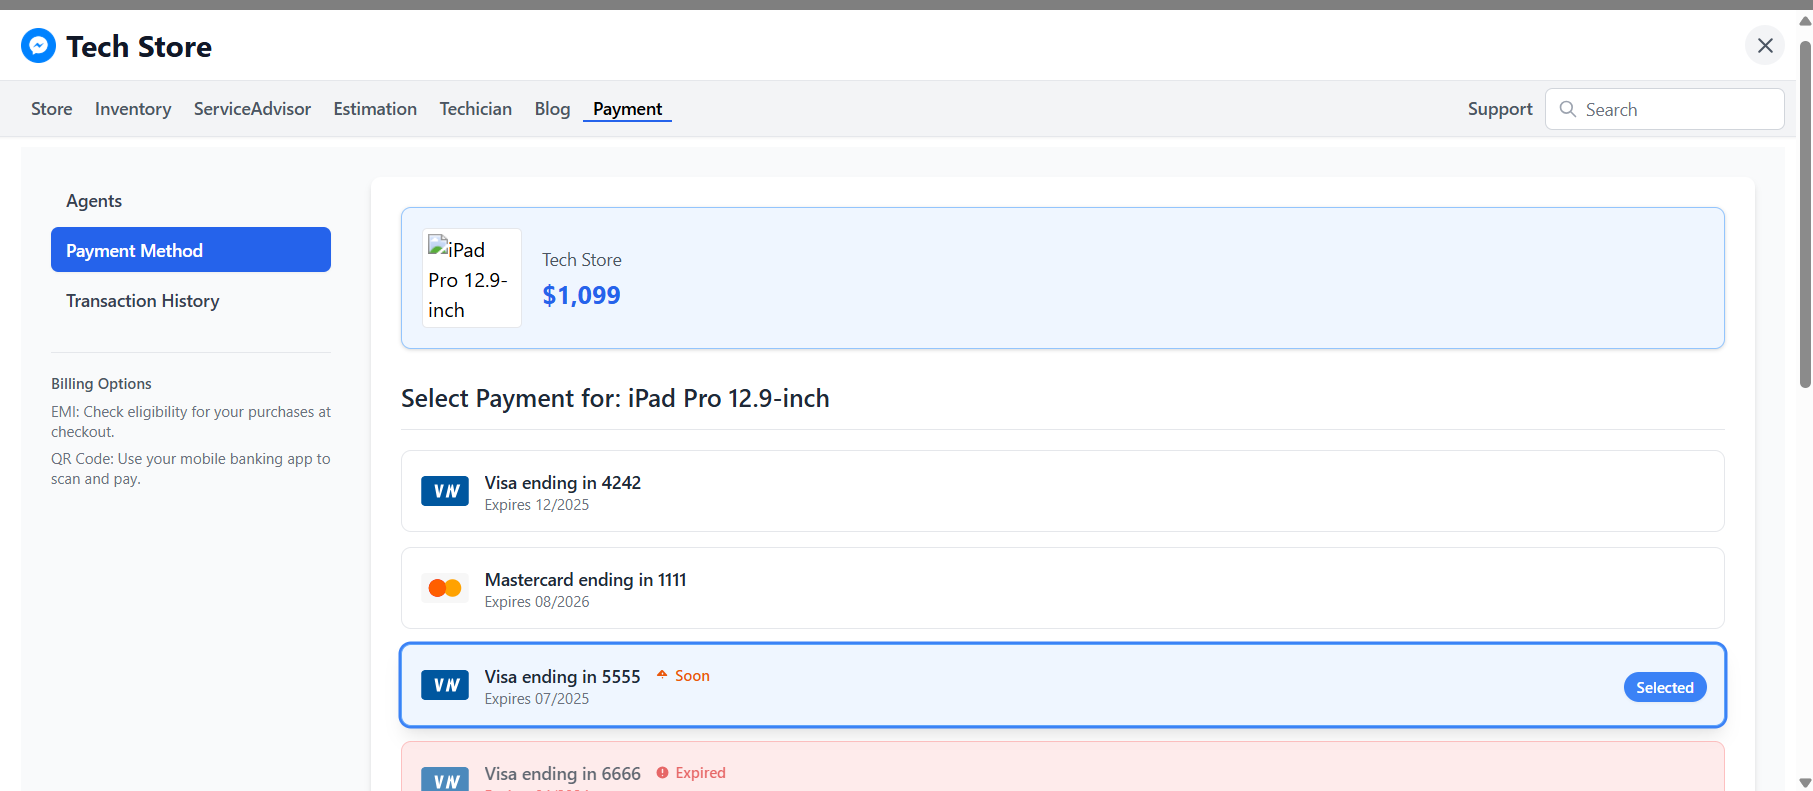 Tech Store
Store Inventory ServiceAdvisor Estimation Techician Blog Payment Support Search
Agents
Payment Method
Transaction History
Billing Options
EMI: Check eligibility for your purchases at
checkout.
QR Code: Use your mobile banking app to
scan and pay.
iPad
Pro 12.9-
inch
Tech Store
$1,099
Select Payment for: iPad Pro 12.9-inch
Visa ending in 4242
Expires 12/2025
Mastercard ending in 1111
Expires 08/2026
Visa ending in 5555 Soon
Expires 07/2025
Selected
Visa ending in 6666 Expired